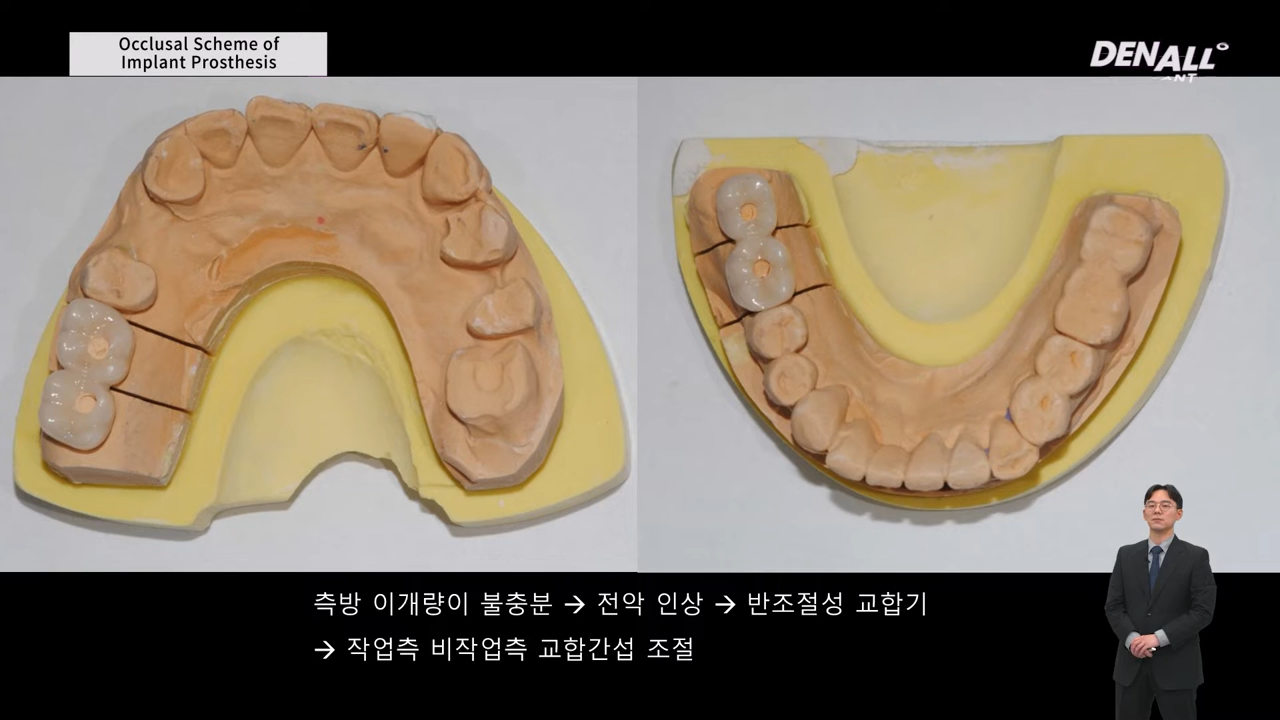 Occlusal Scheme of
Implant Prosthesis
DENALL
측방 이개량이 불충분 → 전악 인상 → 반조절성 교합기
→ 작업측 비작업측 교합간섭 조절